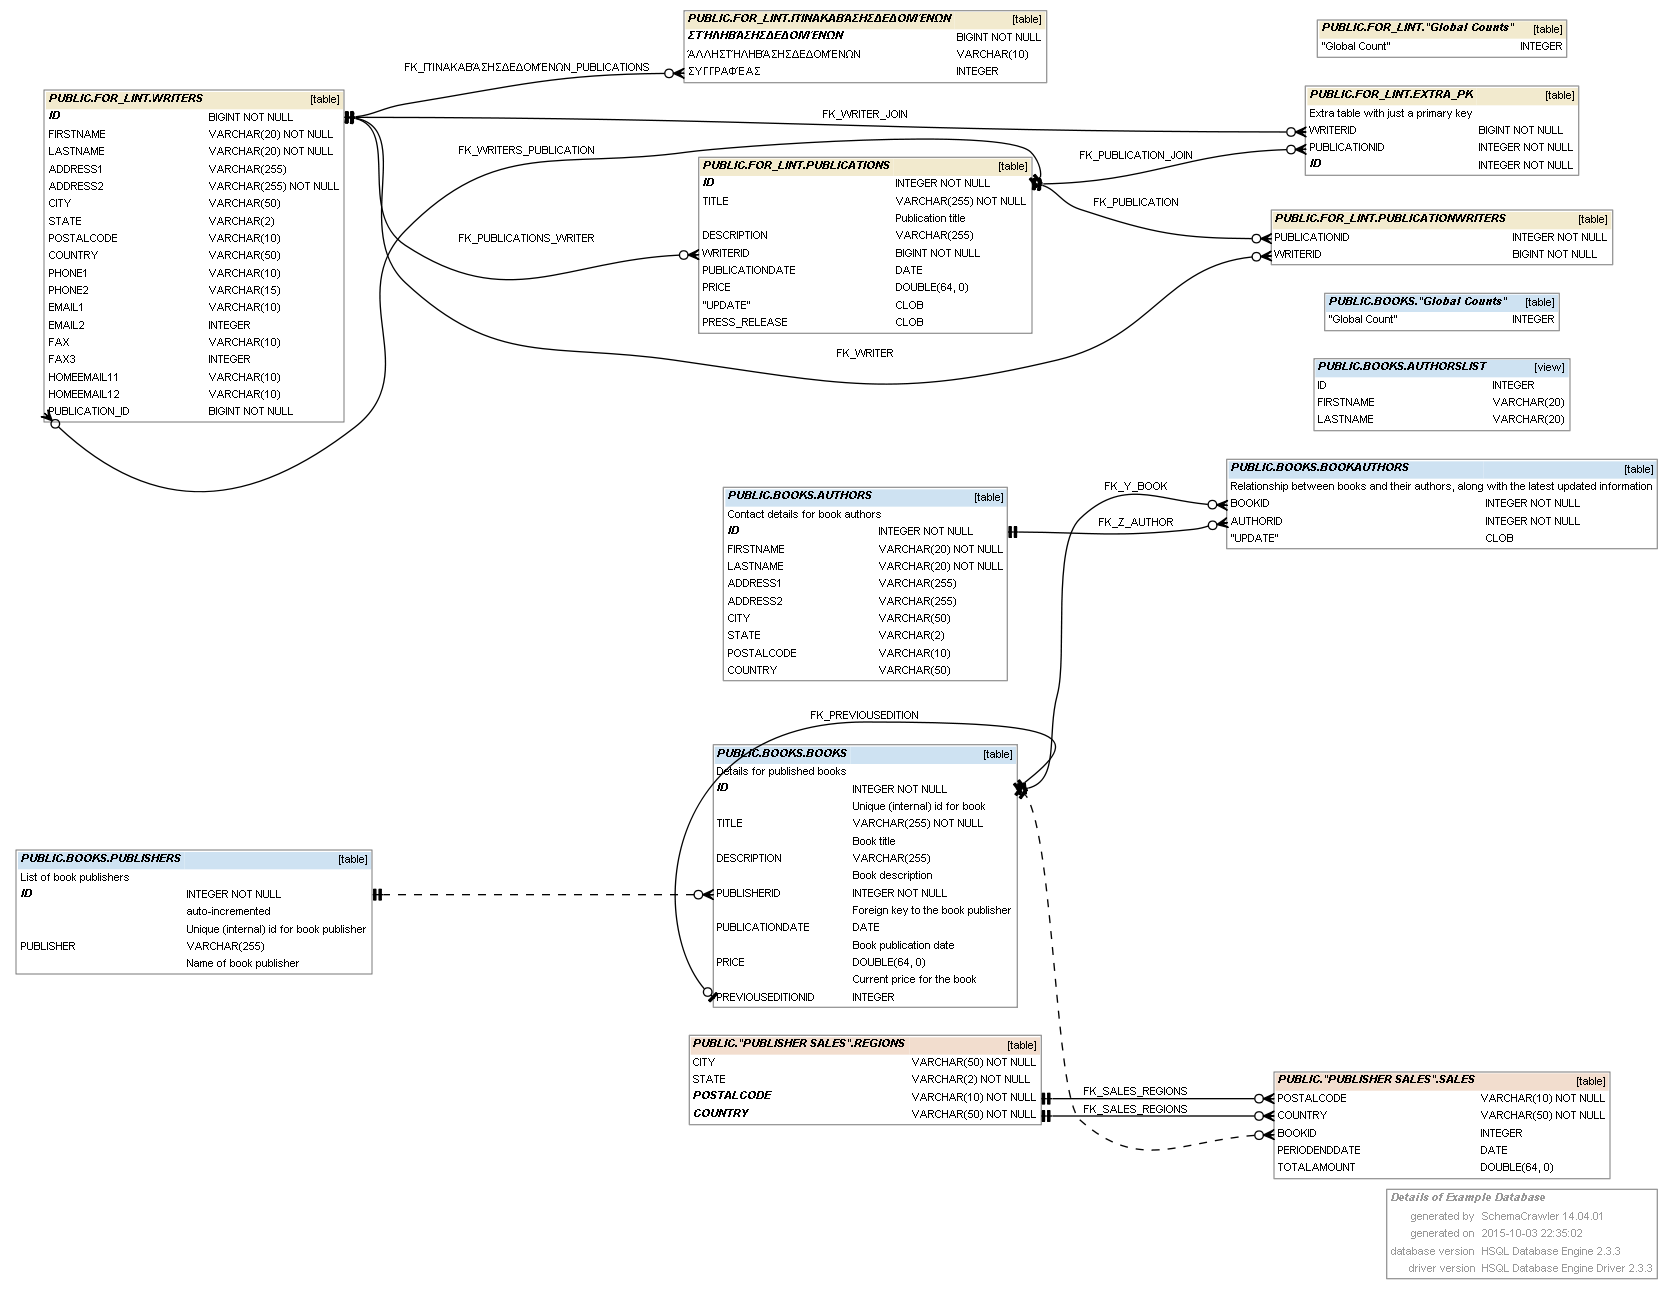 PUBLIC.FOR_LINT.ΠΊΝΑΚΑΒΆΣΗΣΔΕΔΟΜΈΝΩΝ [table]
ΣΤΉΛΗΒΆΣΗΣΔΕΔΟΜΈΝΩΝ BIGINT NOT NULL
ΆΛΛΗΣΤΉΛΗΒΆΣΗΣΔΕΔΟΜΈΝΩΝ VARCHAR(10)
ΣΥΓΓΡΑΦΈΑΣ INTEGER
PUBLIC.FOR_LINT."Global Counts" [table]
"Global Count" INTEGER
FK_ΠΊΝΑΚΑΒΆΣΗΣΔΕΔΟΜΈΝΩΝ_PUBLICATIONS
PUBLIC.FOR_LINT.WRITERS [table]
ID BIGINT NOT NULL
FIRSTNAME VARCHAR(20) NOT NULL
LASTNAME VARCHAR(20) NOT NULL
ADDRESS1 VARCHAR(255)
ADDRESS2 VARCHAR(255) NOT NULL
CITY VARCHAR(50)
STATE VARCHAR(2)
POSTALCODE VARCHAR(10)
COUNTRY VARCHAR(50)
PHONE1 VARCHAR(10)
PHONE2 VARCHAR(15)
EMAIL1 VARCHAR(10)
EMAIL2 INTEGER
FAX VARCHAR(10)
FAX3 INTEGER
HOMEEMAIL11 VARCHAR(10)
HOMEEMAIL12 VARCHAR(10)
PUBLICATION_ID BIGINT NOT NULL
FK_WRITER_JOIN
FK_WRITERS_PUBLICATION
FK_PUBLICATIONS_WRITER
FK_WRITER
PUBLIC.FOR_LINT.PUBLICATIONS [table]
ID INTEGER NOT NULL
TITLE VARCHAR(255) NOT NULL
Publication title
DESCRIPTION VARCHAR(255)
WRITERID BIGINT NOT NULL
PUBLICATIONDATE DATE
PRICE DOUBLE(64, 0)
"UPDATE" CLOB
PRESS_RELEASE CLOB
FK_PUBLICATION_JOIN
FK_PUBLICATION
PUBLIC.FOR_LINT.EXTRA_PK [table]
Extra table with just a primary key
WRITERID BIGINT NOT NULL
PUBLICATIONID INTEGER NOT NULL
ID INTEGER NOT NULL
PUBLIC.FOR_LINT.PUBLICATIONWRITERS [table]
PUBLICATIONID INTEGER NOT NULL
WRITERID BIGINT NOT NULL
PUBLIC.BOOKS."Global Counts" [table]
"Global Count" INTEGER
PUBLIC.BOOKS.AUTHORSLIST [view]
ID INTEGER
FIRSTNAME VARCHAR(20)
LASTNAME VARCHAR(20)
PUBLIC.BOOKS.BOOKAUTHORS [table]
Relationship between books and their authors, along with the latest updated information
BOOKID INTEGER NOT NULL
AUTHORID INTEGER NOT NULL
"UPDATE" CLOB
FK_Y_BOOK
FK_Z_AUTHOR
PUBLIC.BOOKS.AUTHORS [table]
Contact details for book authors
ID INTEGER NOT NULL
FIRSTNAME VARCHAR(20) NOT NULL
LASTNAME VARCHAR(20) NOT NULL
ADDRESS1 VARCHAR(255)
ADDRESS2 VARCHAR(255)
CITY VARCHAR(50)
STATE VARCHAR(2)
POSTALCODE VARCHAR(10)
COUNTRY VARCHAR(50)
FK_PREVIOUSEDITION
PUBLIC.BOOKS.BOOKS [table]
Details for published books
ID INTEGER NOT NULL
Unique (internal) id for book
TITLE VARCHAR(255) NOT NULL
Book title
DESCRIPTION VARCHAR(255)
Book description
PUBLISHERID INTEGER NOT NULL
Foreign key to the book publisher
PUBLICATIONDATE DATE
Book publication date
PRICE DOUBLE(64, 0)
Current price for the book
PREVIOUSEDITIONID INTEGER
PUBLIC.BOOKS.PUBLISHERS [table]
List of book publishers
ID INTEGER NOT NULL
auto-incremented
Unique (internal) id for book publisher
PUBLISHER VARCHAR(255)
Name of book publisher
PUBLIC."PUBLISHER SALES".REGIONS [table]
CITY VARCHAR(50) NOT NULL
STATE VARCHAR(2) NOT NULL
POSTALCODE VARCHAR(10) NOT NULL
COUNTRY VARCHAR(50) NOT NULL
FK_SALES_REGIONS
FK_SALES_REGIONS
PUBLIC."PUBLISHER SALES".SALES [table]
POSTALCODE VARCHAR(10) NOT NULL
COUNTRY VARCHAR(50) NOT NULL
BOOKID INTEGER
PERIODENDDATE DATE
TOTALAMOUNT DOUBLE(64, 0)
Details of Example Database
generated by SchemaCrawler 14.04.01
generated on 2015-10-03 22:35:02
database version HSQL Database Engine 2.3.3
driver version HSQL Database Engine Driver 2.3.3